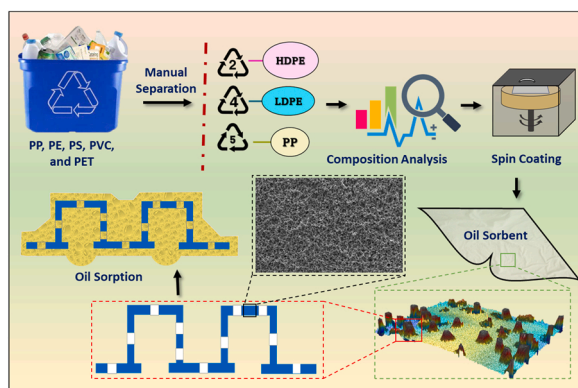 Manual
Separation
PP, PE, PS, PVC,
and PET
2
HDPE
4
LDPE
5
PP
±
Composition Analysis
Spin Coating
Oil Sorption
Oil Sorbent